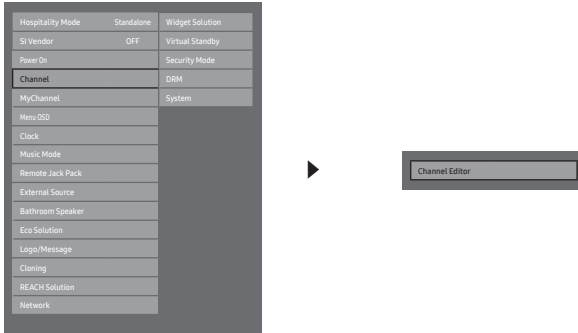 Hospitality Mode Standalone
SI Vendor OFF
Power On
Channel
MyChannel
Menu OSD
Clock
Music Mode
Remote Jack Pack
External Source
Bathroom Speaker
Eco Solution
Logo/Message
Cloning
REACH Solution
Network
Widget Solution
Virtual Standby
Security Mode
DRM
System
Channel Editor